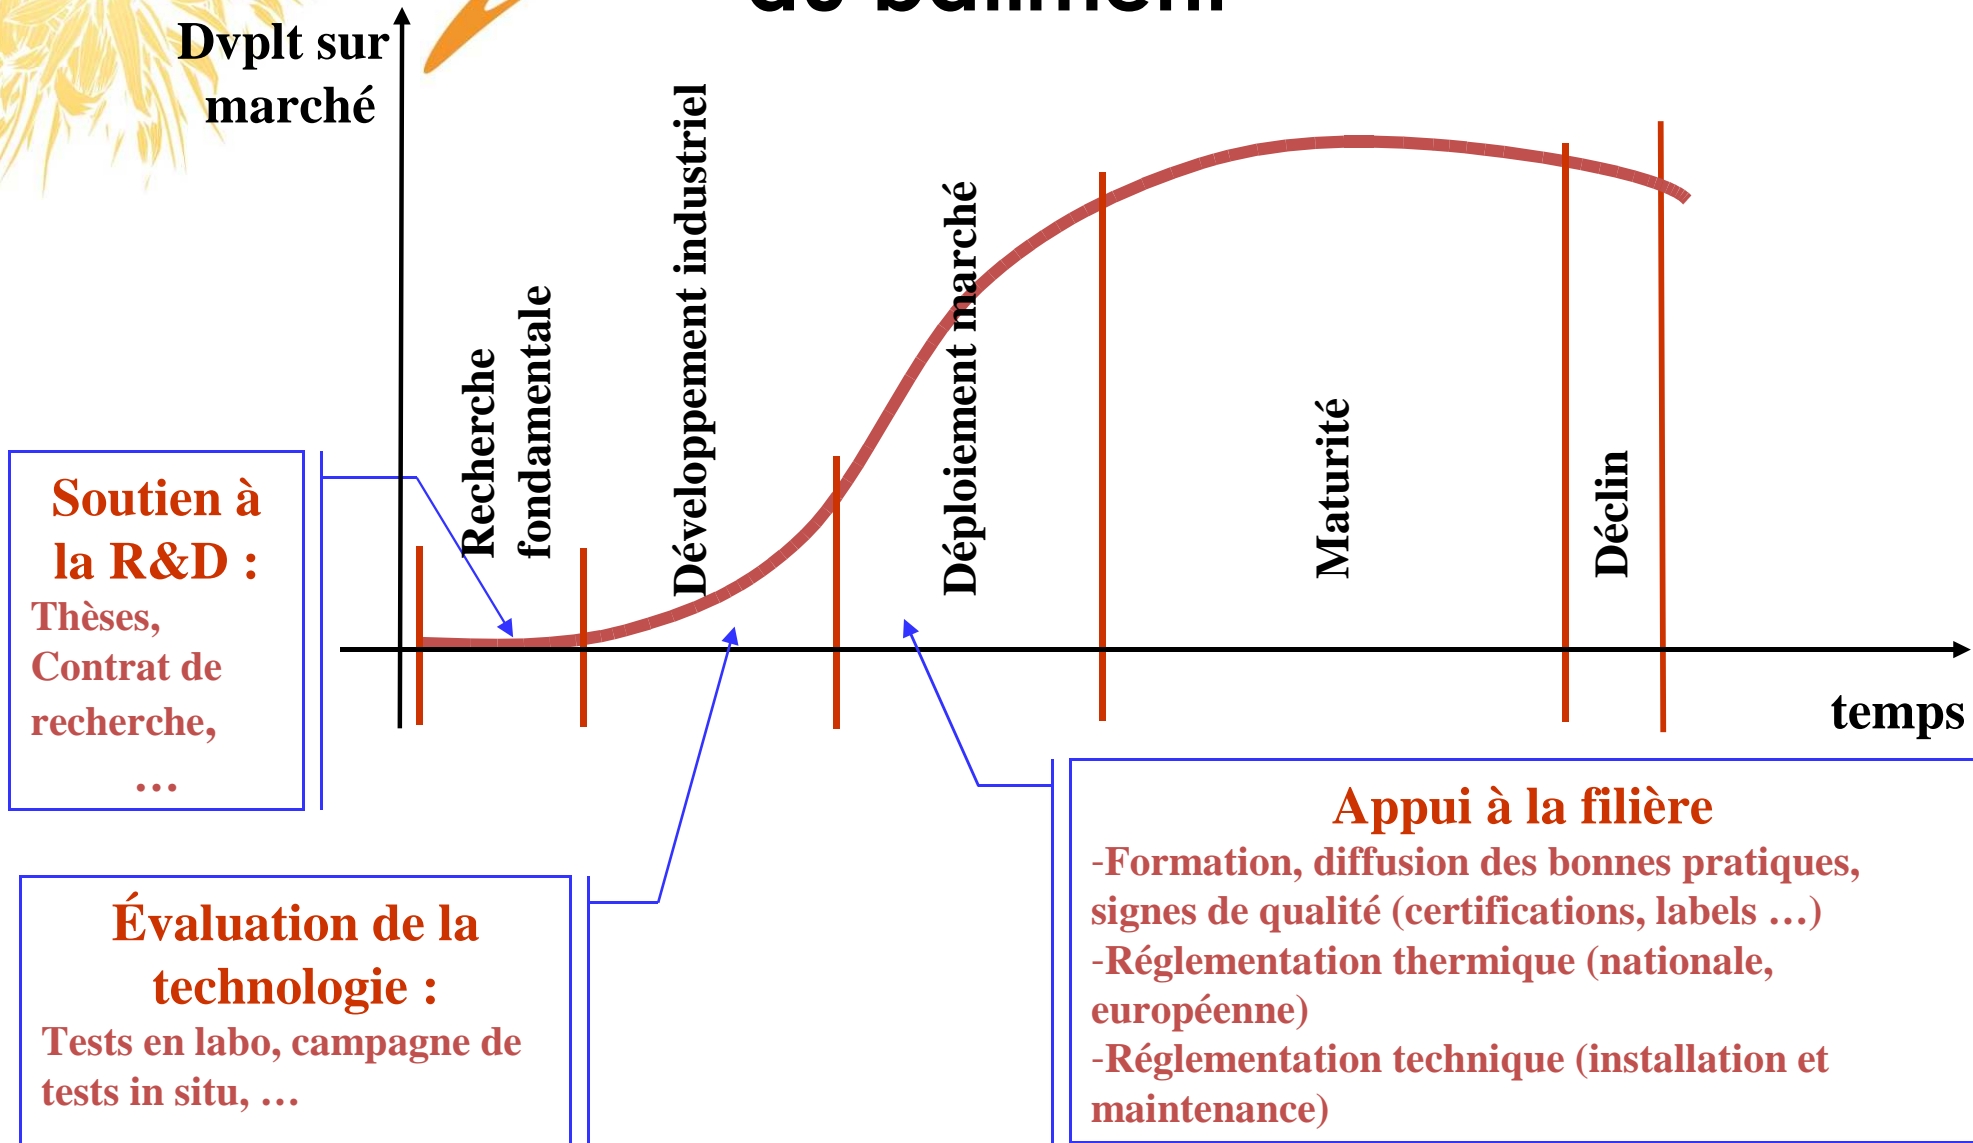 du bâtiment
Dvplt sur
marché
Recherche
fondamentale
Développement industriel
Déploiement marché
Maturité
Déclin
temps
Soutien à
la R&D :
Thèses,
Contrat de
recherche,
…
Évaluation de la
technologie :
Tests en labo, campagne de
tests in situ, …
Appui à la filière
-Formation, diffusion des bonnes pratiques,
signes de qualité (certifications, labels …)
-Réglementation thermique (nationale,
européenne)
-Réglementation technique (installation et
maintenance)